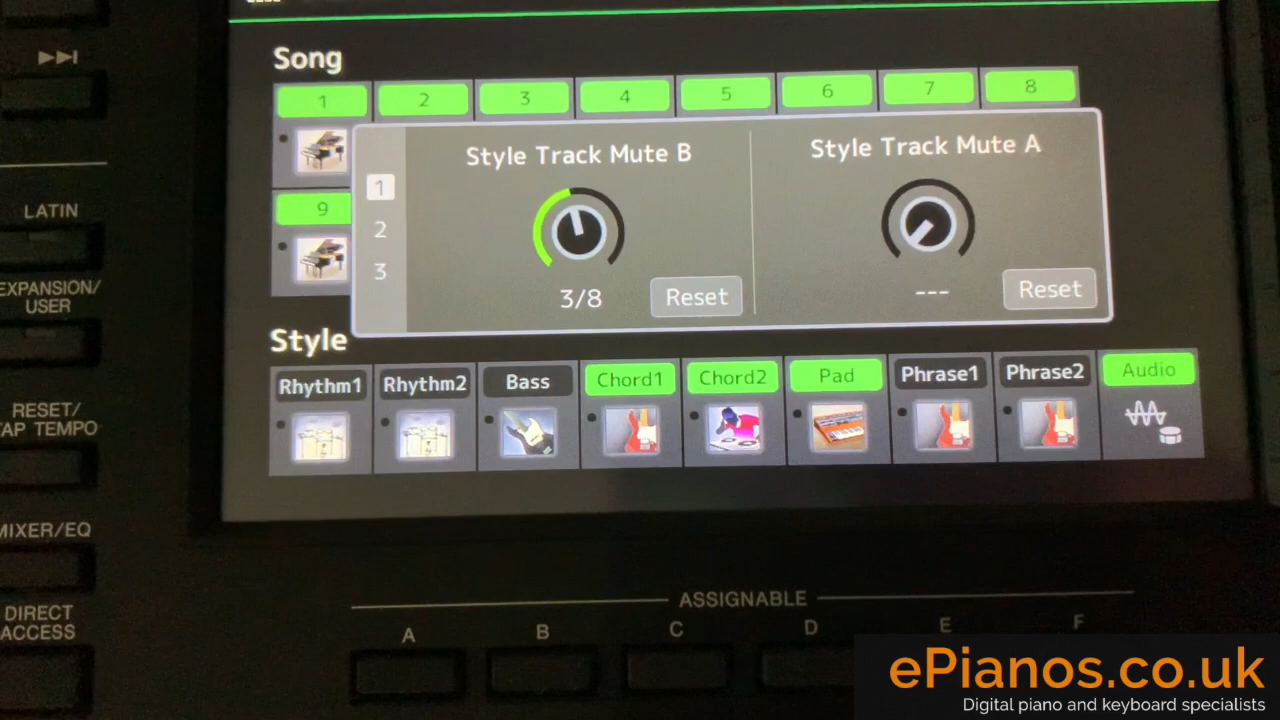 Song
1 2 3 4 5 6 7 8
Style Track Mute B
Style Track Mute A
1
9
2
3
3/8
Reset
---
Reset
Style
Rhythm1 Rhythm2 Bass Chord1 Chord2 Pad Phrase1 Phrase2 Audio
LATIN
EXPANSION/
USER
RESET/
TAP TEMPO
MIXER/EQ
DIRECT
ACCESS
ASSIGNABLE
A B C D E F
ePianos.co.uk
Digital piano and keyboard specialists